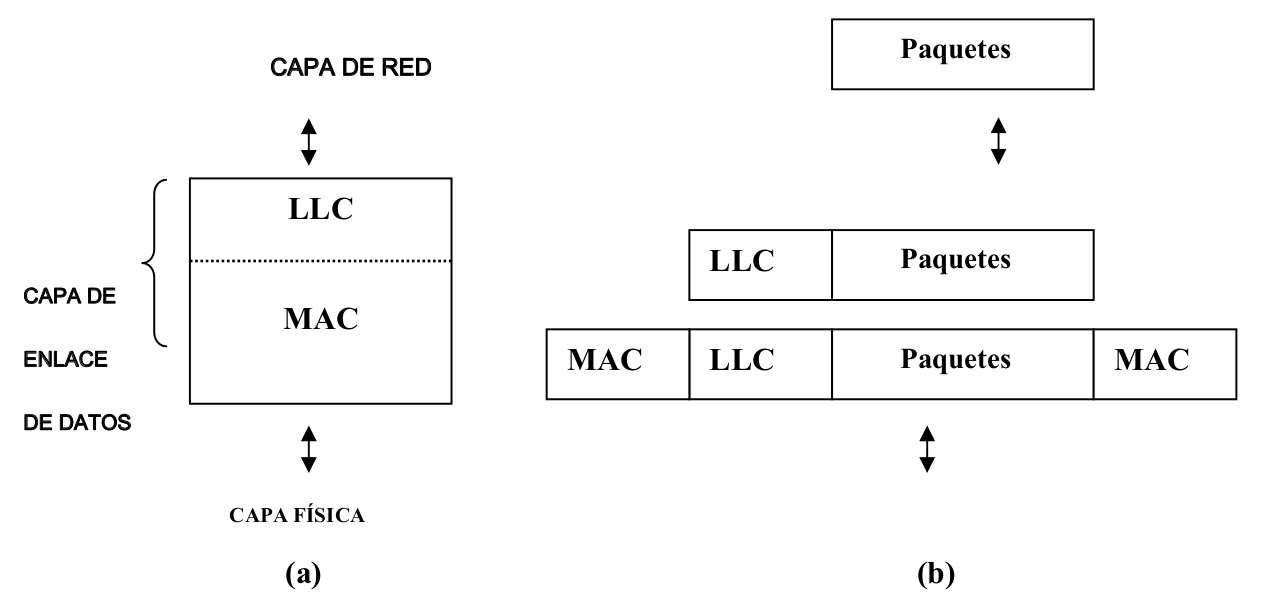 CAPA DE RED
LLC
MAC
CAPA DE
ENLACE
DE DATOS
CAPA FÍSICA
(a)
Paquetes
LLC Paquetes
MAC LLC Paquetes MAC
(b)